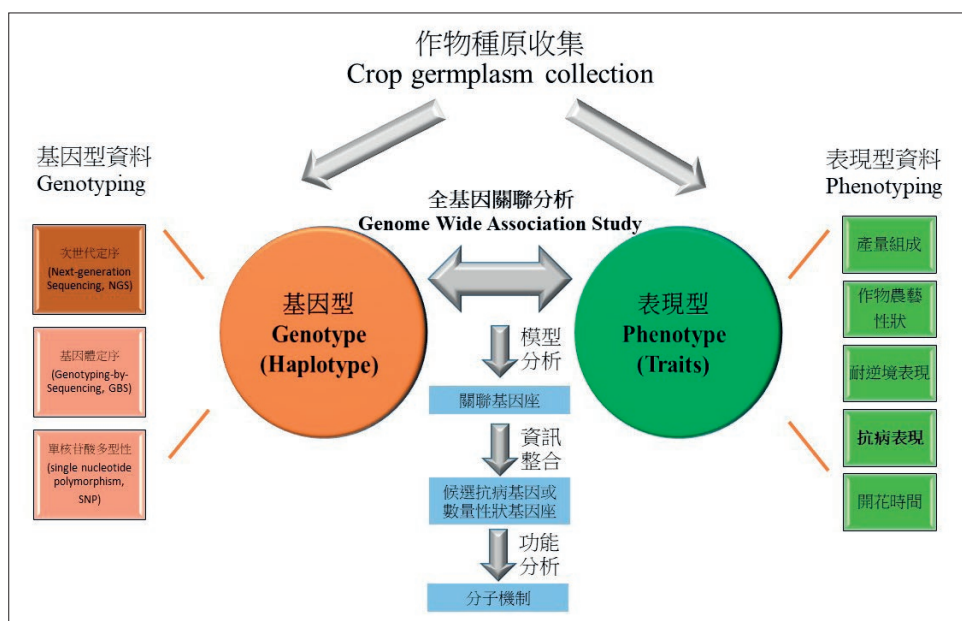 作物種原收集
Crop germplasm collection
基因型資料
Genotyping
次世代定序
(Next-generation
Sequencing, NGS)
基因體定序
(Genotyping-by-
Sequencing, GBS)
單核苷酸多型性
(single nucleotide
polymorphism,
SNP)
全基因關聯分析
Genome Wide Association Study
基因型
Genotype
(Haplotype)
表現型
Phenotype
(Traits)
模型
分析
關聯基因座
資訊
整合
候選抗病基因或
數量性狀基因座
功能
分析
分子機制
表現型資料
Phenotyping
產量組成
作物農藝
性狀
耐逆境表現
抗病表現
開花時間